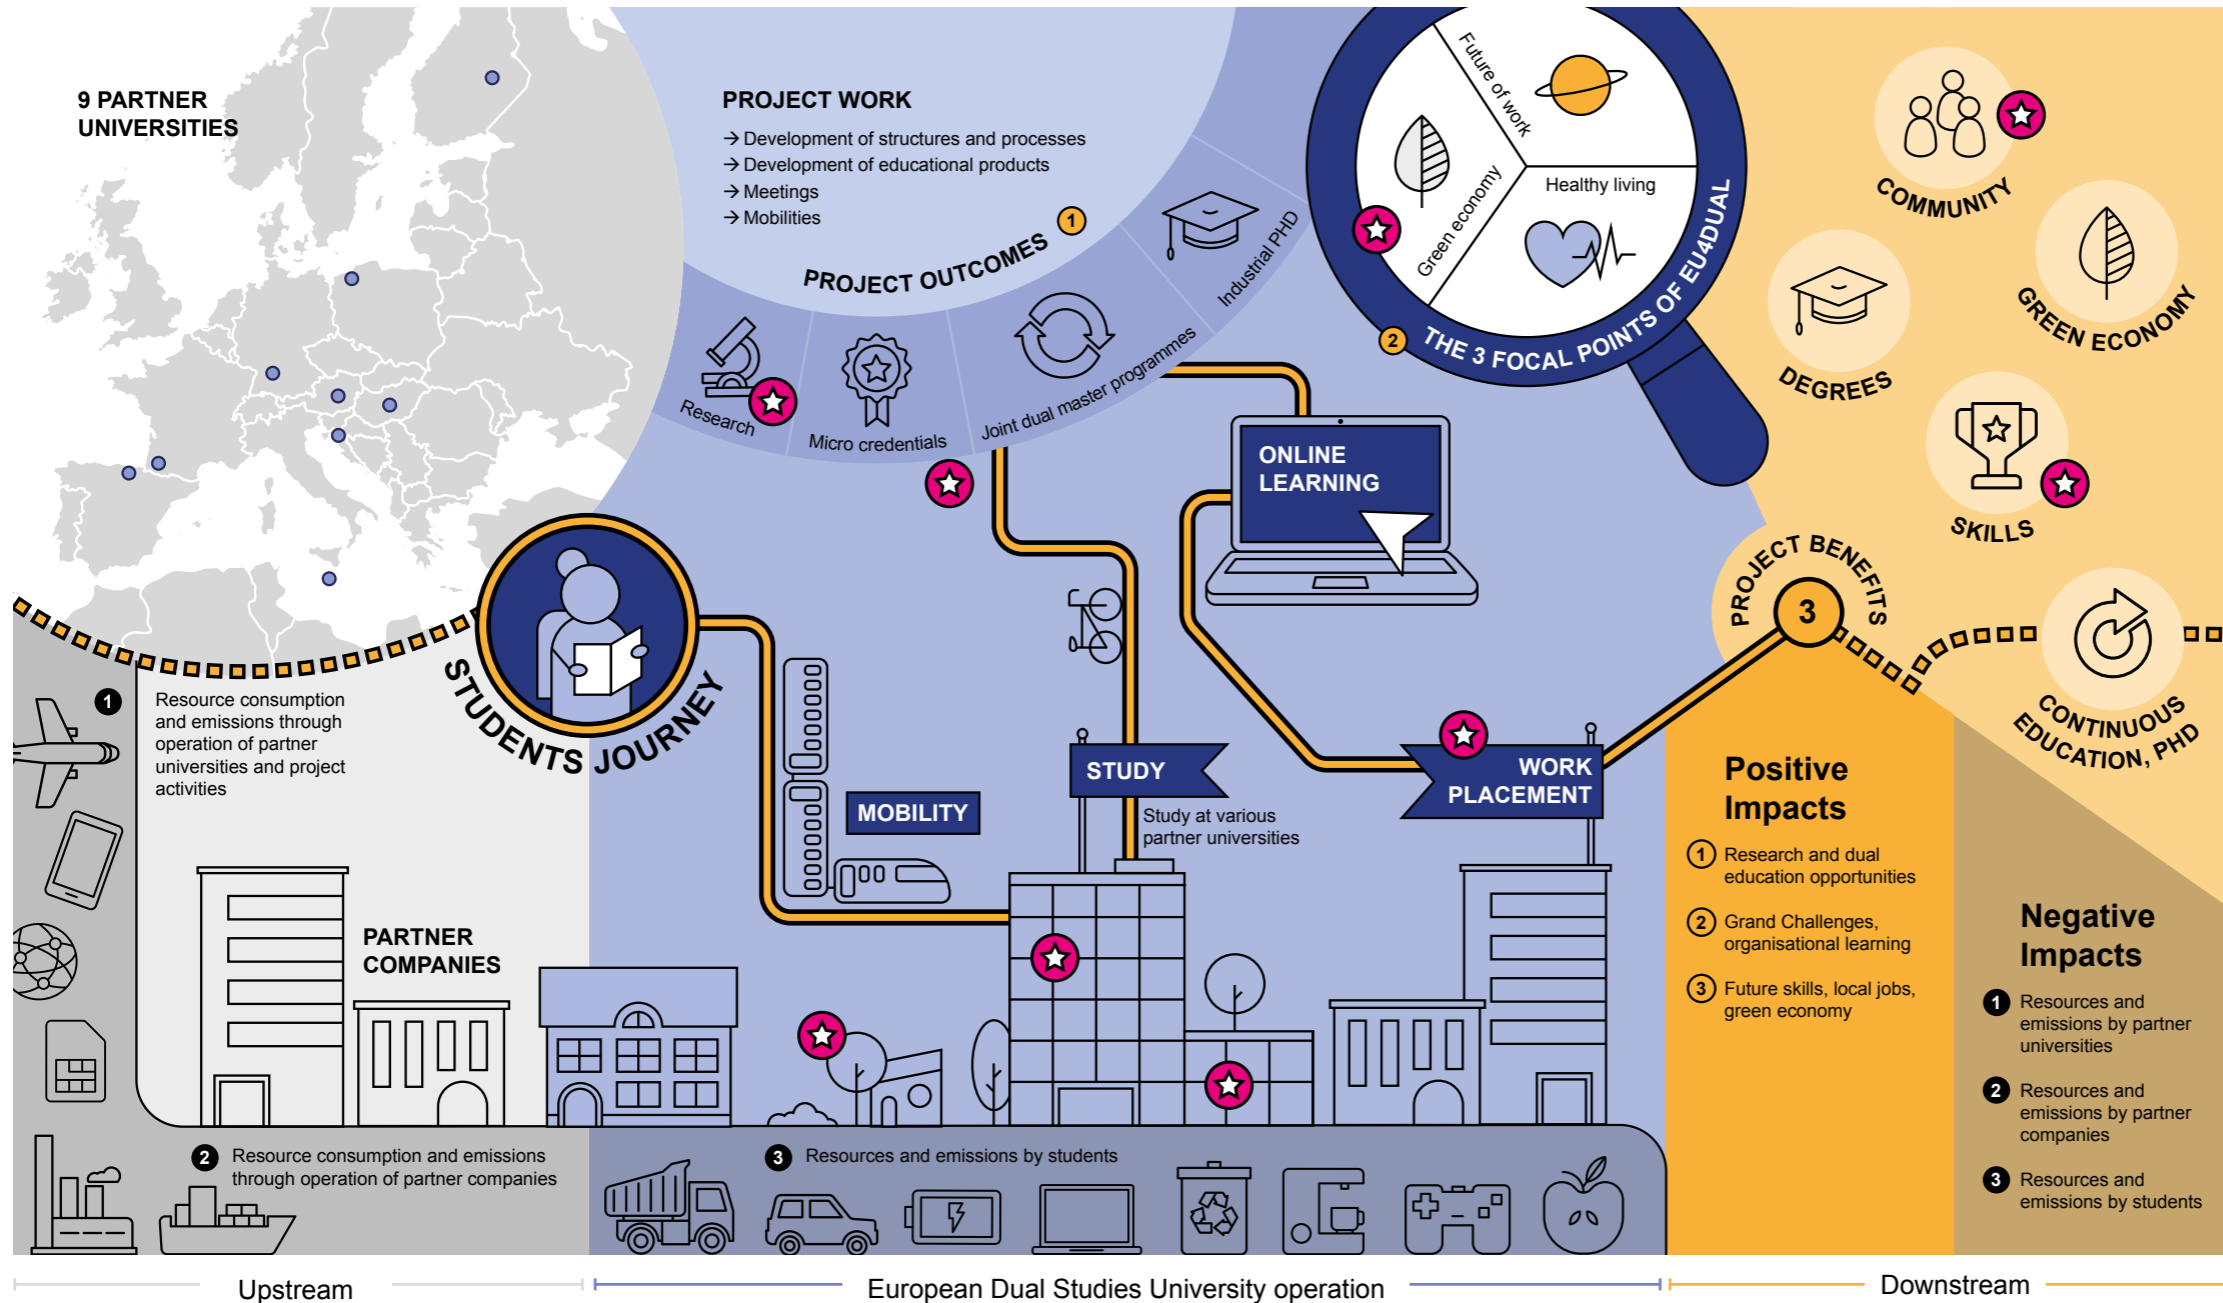 9 PARTNER
UNIVERSITIES
PROJECT WORK
→ Development of structures and processes
→ Development of educational products
→ Meetings
→ Mobilities
PROJECT OUTCOMES
1
Research
Micro credentials
Joint dual master programmes
Industrial PHD
Future of work
Green economy
Healthy living
2
THE 3 FOCAL POINTS OF EU4DUAL
COMMUNITY
GREEN ECONOMY
DEGREES
SKILLS
PROJECT BENEFITS
3
CONTINUOUS
EDUCATION, PHD
ONLINE
LEARNING
STUDENTS JOURNEY
MOBILITY
STUDY
Study at various
partner universities
WORK
PLACEMENT
1
Resource consumption
and emissions through
operation of partner
universities and project
activities
PARTNER
COMPANIES
2 Resource consumption and emissions
through operation of partner companies
3 Resources and emissions by students
Positive
Impacts
1 Research and dual
education opportunities
2 Grand Challenges,
organisational learning
3 Future skills, local jobs,
green economy
Negative
Impacts
1 Resources and
emissions by partner
universities
2 Resources and
emissions by partner
companies
3 Resources and
emissions by students
Upstream
European Dual Studies University operation
Downstream